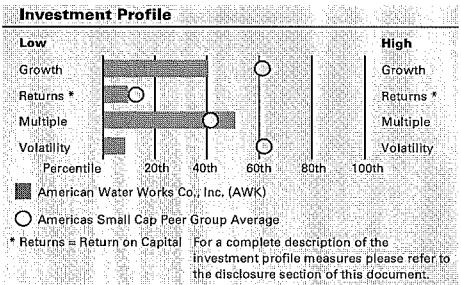 Investment Profile
Low High
Growth Growth
Returns * Returns *
Multiple Multiple
Volatility Volatility
Percentile 20th 40th 60th 80th 100th
American Water Works Co., Inc. (AWK)
Americas Small Cap Peer Group Average
* Returns = Return on Capital For a complete description of the
investment profile measures please refer to
the disclosure section of this document.